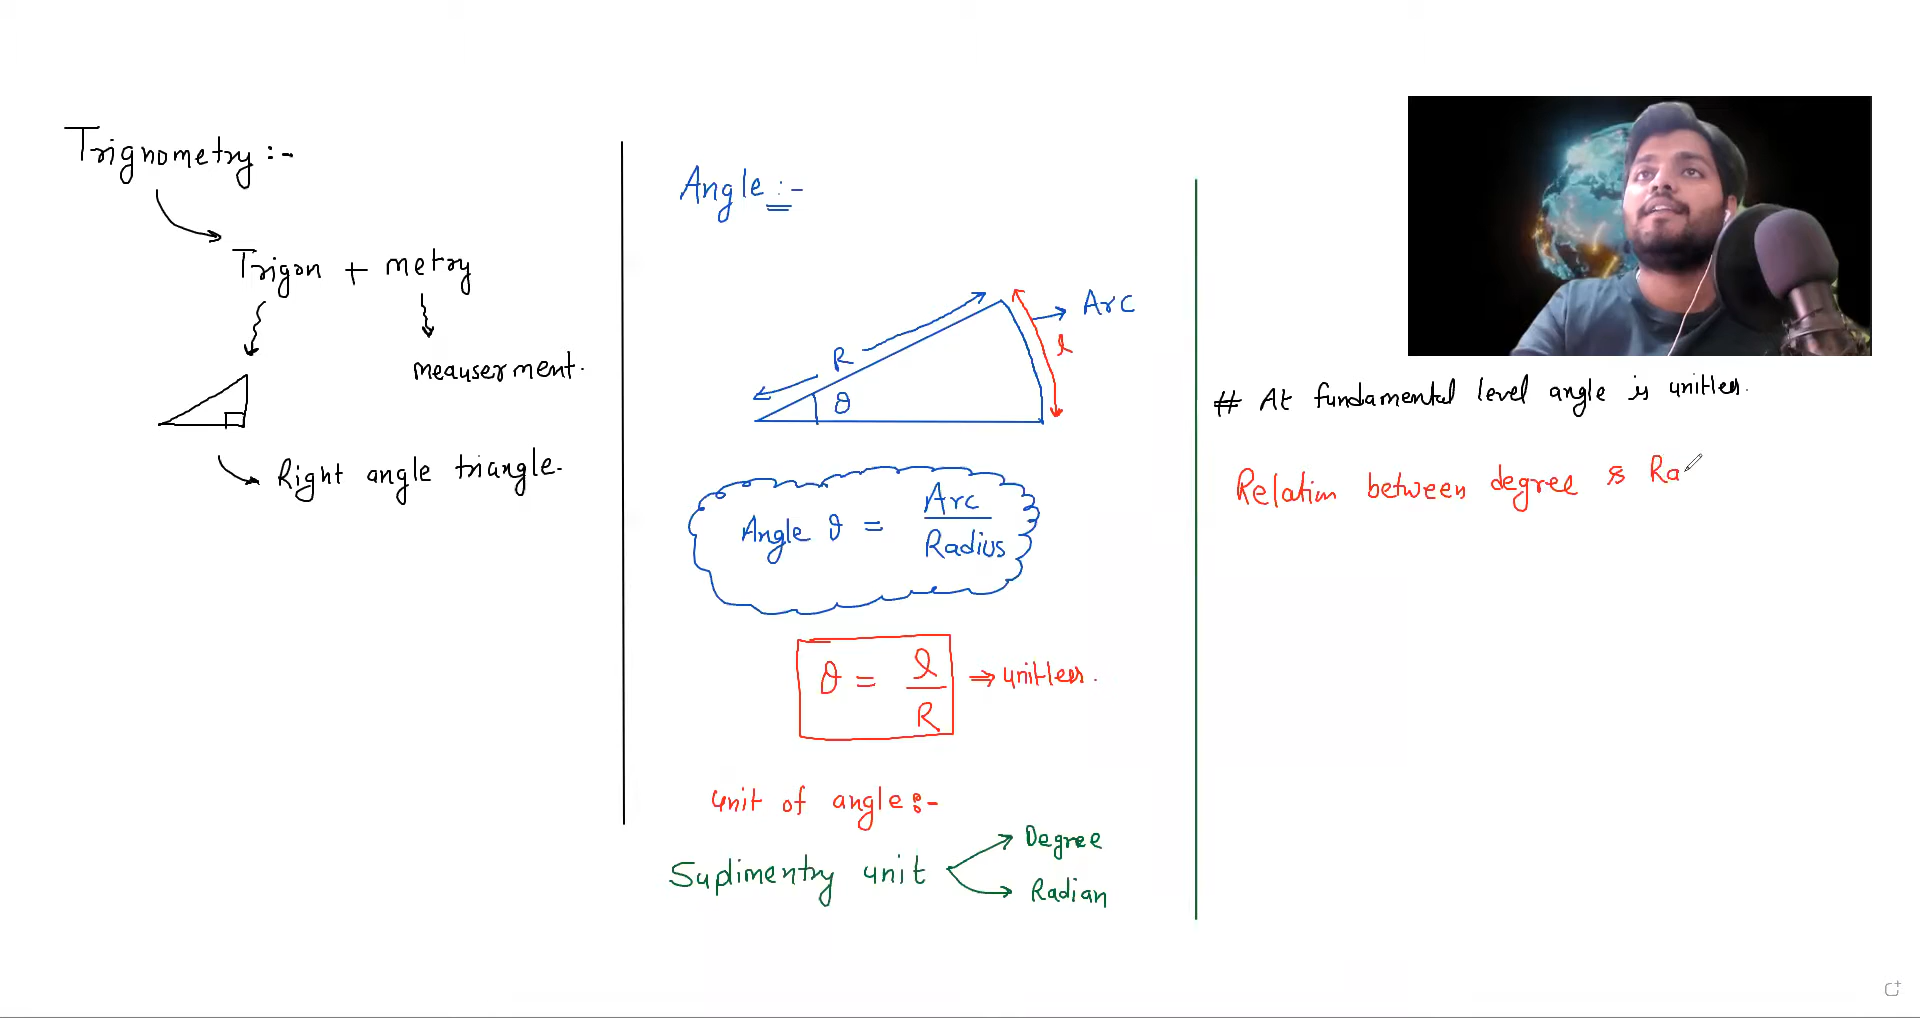 Trignometry :-
Trigon + metry
meauserment.
Right angle triangle.
Angle :-
Arc
R
l
θ
Angle θ = Arc / Radius
θ = l / R ⇒ unitless.
unit of angle :-
Suplimentry unit
Degree
Radian
# At fundamental level angle is unitless.
Relation between degree & Ra